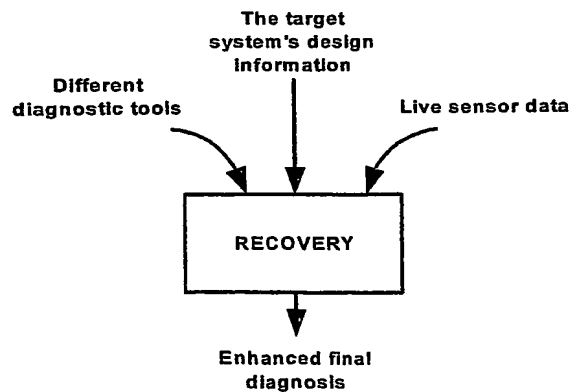 The target
system's design
information
Different
diagnostic tools
Live sensor data
RECOVERY
Enhanced final
diagnosis